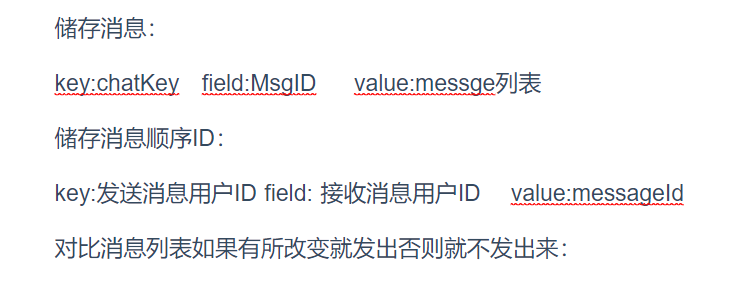 储存消息：
key:chatKey field:MsgID value:messge列表
储存消息顺序ID：
key:发送消息用户ID field: 接收消息用户ID value:messageId
对比消息列表如果有所改变就发出否则就不发出来：